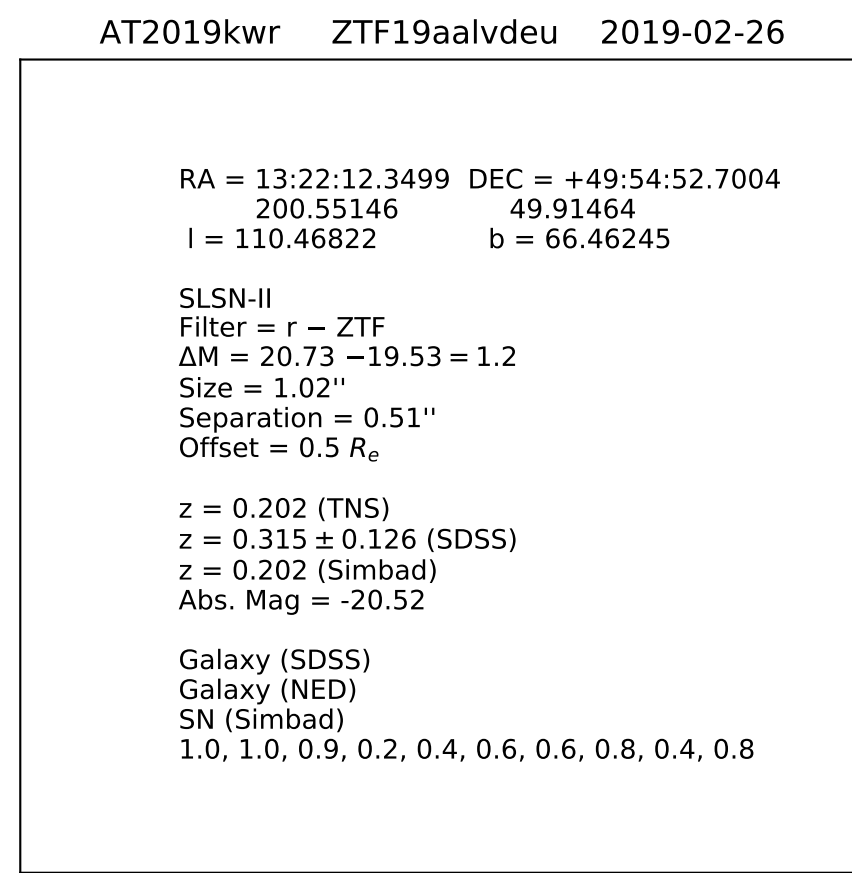 AT2019kwr ZTF19aalvdeu 2019-02-26
RA = 13:22:12.3499 DEC = +49:54:52.7004
200.55146 49.91464
l = 110.46822 b = 66.46245
SLSN-II
Filter = r − ZTF
ΔM = 20.73 −19.53 = 1.2
Size = 1.02''
Separation = 0.51''
Offset = 0.5 Rₑ
z = 0.202 (TNS)
z = 0.315 ± 0.126 (SDSS)
z = 0.202 (Simbad)
Abs. Mag = -20.52
Galaxy (SDSS)
Galaxy (NED)
SN (Simbad)
1.0, 1.0, 0.9, 0.2, 0.4, 0.6, 0.6, 0.8, 0.4, 0.8